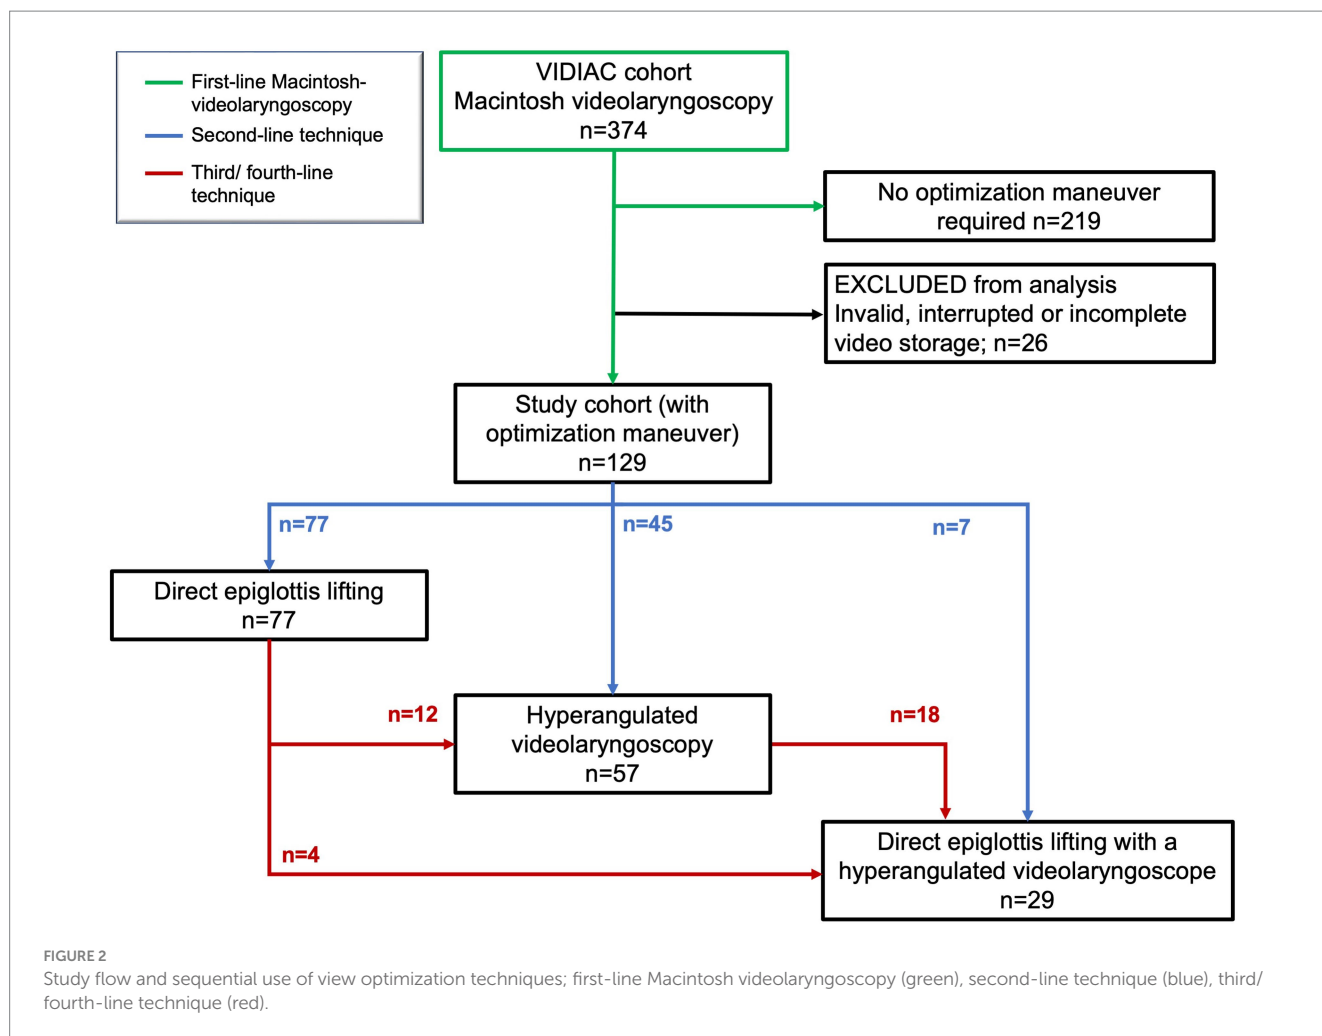 First-line Macintosh-
videolaryngoscopy
Second-line technique
Third/ fourth-line
technique
VIDIAC cohort
Macintosh videolaryngoscopy
n=374
No optimization maneuver
required n=219
EXCLUDED from analysis
Invalid, interrupted or incomplete
video storage; n=26
Study cohort (with
optimization maneuver)
n=129
n=77
n=45
n=7
Direct epiglottis lifting
n=77
n=12
Hyperangulated
videolaryngoscopy
n=57
n=18
n=4
Direct epiglottis lifting with a
hyperangulated videolaryngoscope
n=29
FIGURE 2
Study flow and sequential use of view optimization techniques; first-line Macintosh videolaryngoscopy (green), second-line technique (blue), third/
fourth-line technique (red).